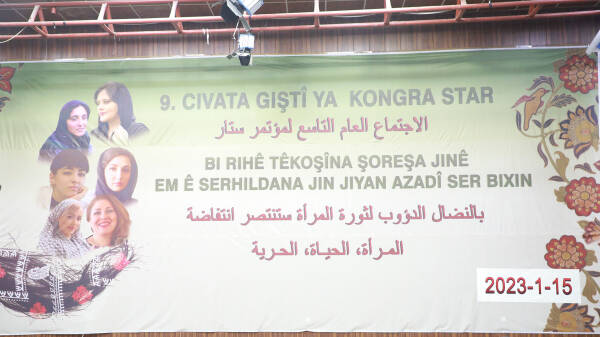 9. CIVATA GIŞTÎ YA KONGRA STAR
الاجتماع العام التاسع لمؤتمر ستار
BI RIHÊ TÊKOŞÎNA ŞOREŞA JINÊ
EM Ê SERHILDANA JIN JIYAN AZADÎ SER BIXIN
بالنضال الدؤوب لثورة المرأة ستنتصر انتفاضة
المرأة، الحياة، الحرية
2023-1-15